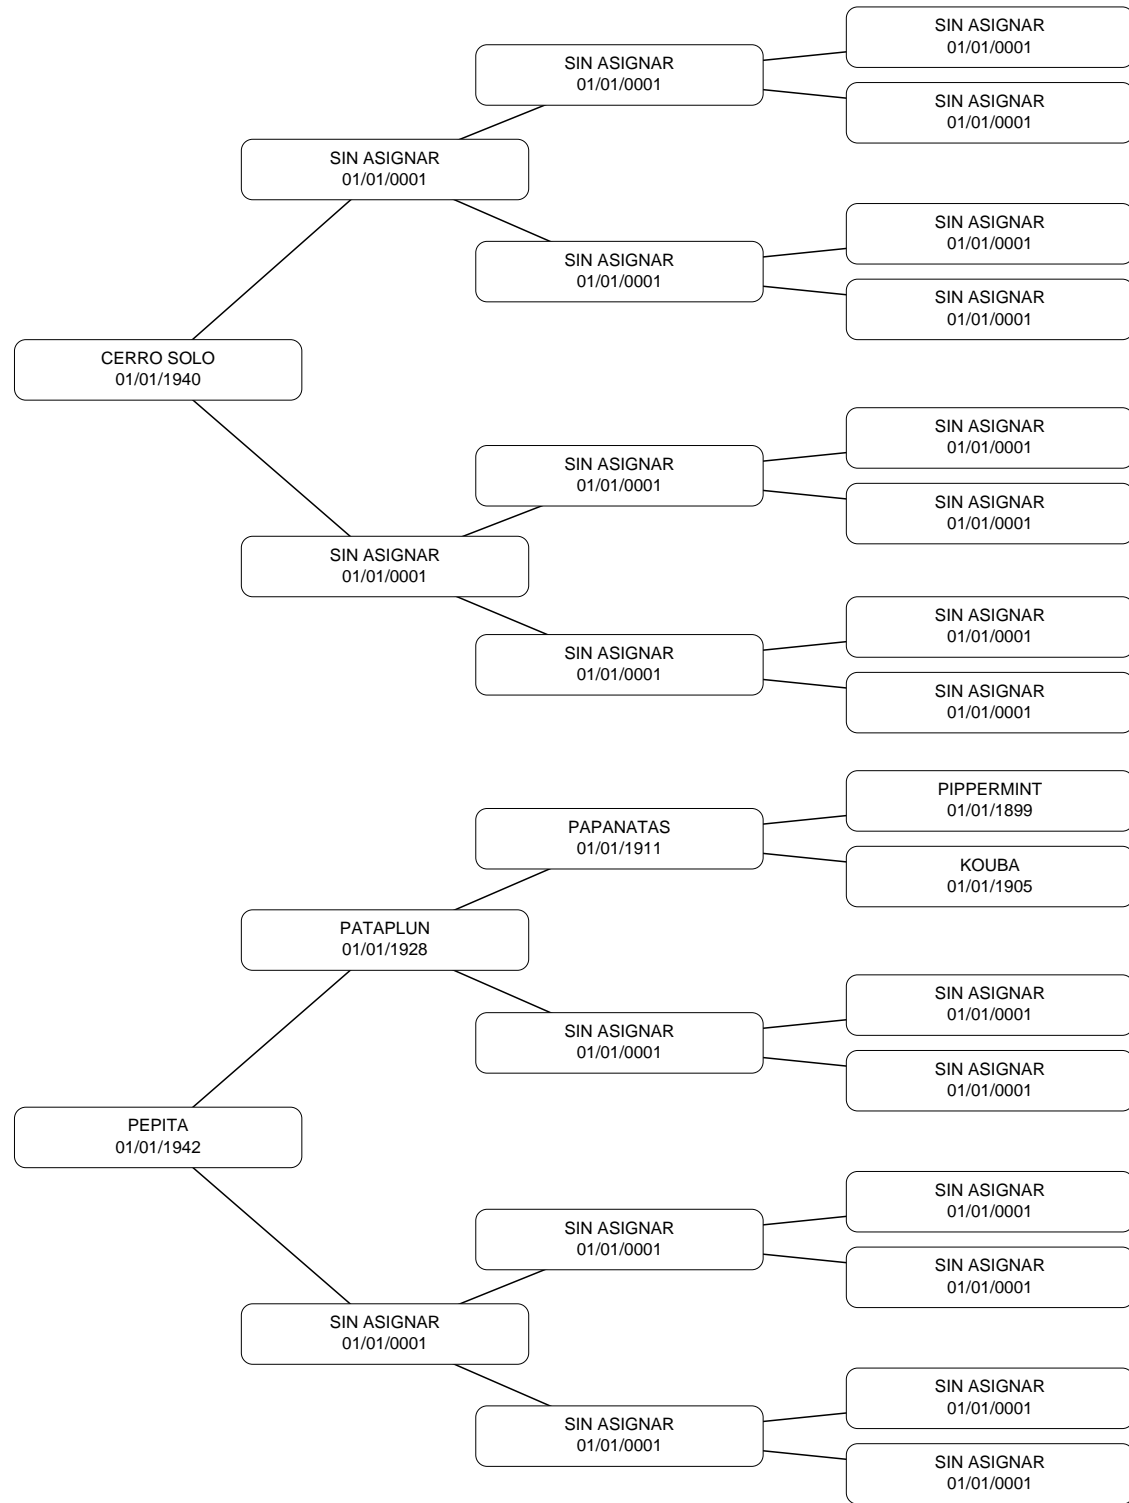 SIN ASIGNAR
01/01/0001
SIN ASIGNAR
01/01/0001
SIN ASIGNAR
01/01/0001
SIN ASIGNAR
01/01/0001
SIN ASIGNAR
01/01/0001
SIN ASIGNAR
01/01/0001
SIN ASIGNAR
01/01/0001
CERRO SOLO
01/01/1940
SIN ASIGNAR
01/01/0001
SIN ASIGNAR
01/01/0001
SIN ASIGNAR
01/01/0001
SIN ASIGNAR
01/01/0001
SIN ASIGNAR
01/01/0001
SIN ASIGNAR
01/01/0001
SIN ASIGNAR
01/01/0001
PIPPERMINT
01/01/1899
PAPANATAS
01/01/1911
KOUBA
01/01/1905
PATAPLUN
01/01/1928
SIN ASIGNAR
01/01/0001
SIN ASIGNAR
01/01/0001
SIN ASIGNAR
01/01/0001
PEPITA
01/01/1942
SIN ASIGNAR
01/01/0001
SIN ASIGNAR
01/01/0001
SIN ASIGNAR
01/01/0001
SIN ASIGNAR
01/01/0001
SIN ASIGNAR
01/01/0001
SIN ASIGNAR
01/01/0001
SIN ASIGNAR
01/01/0001